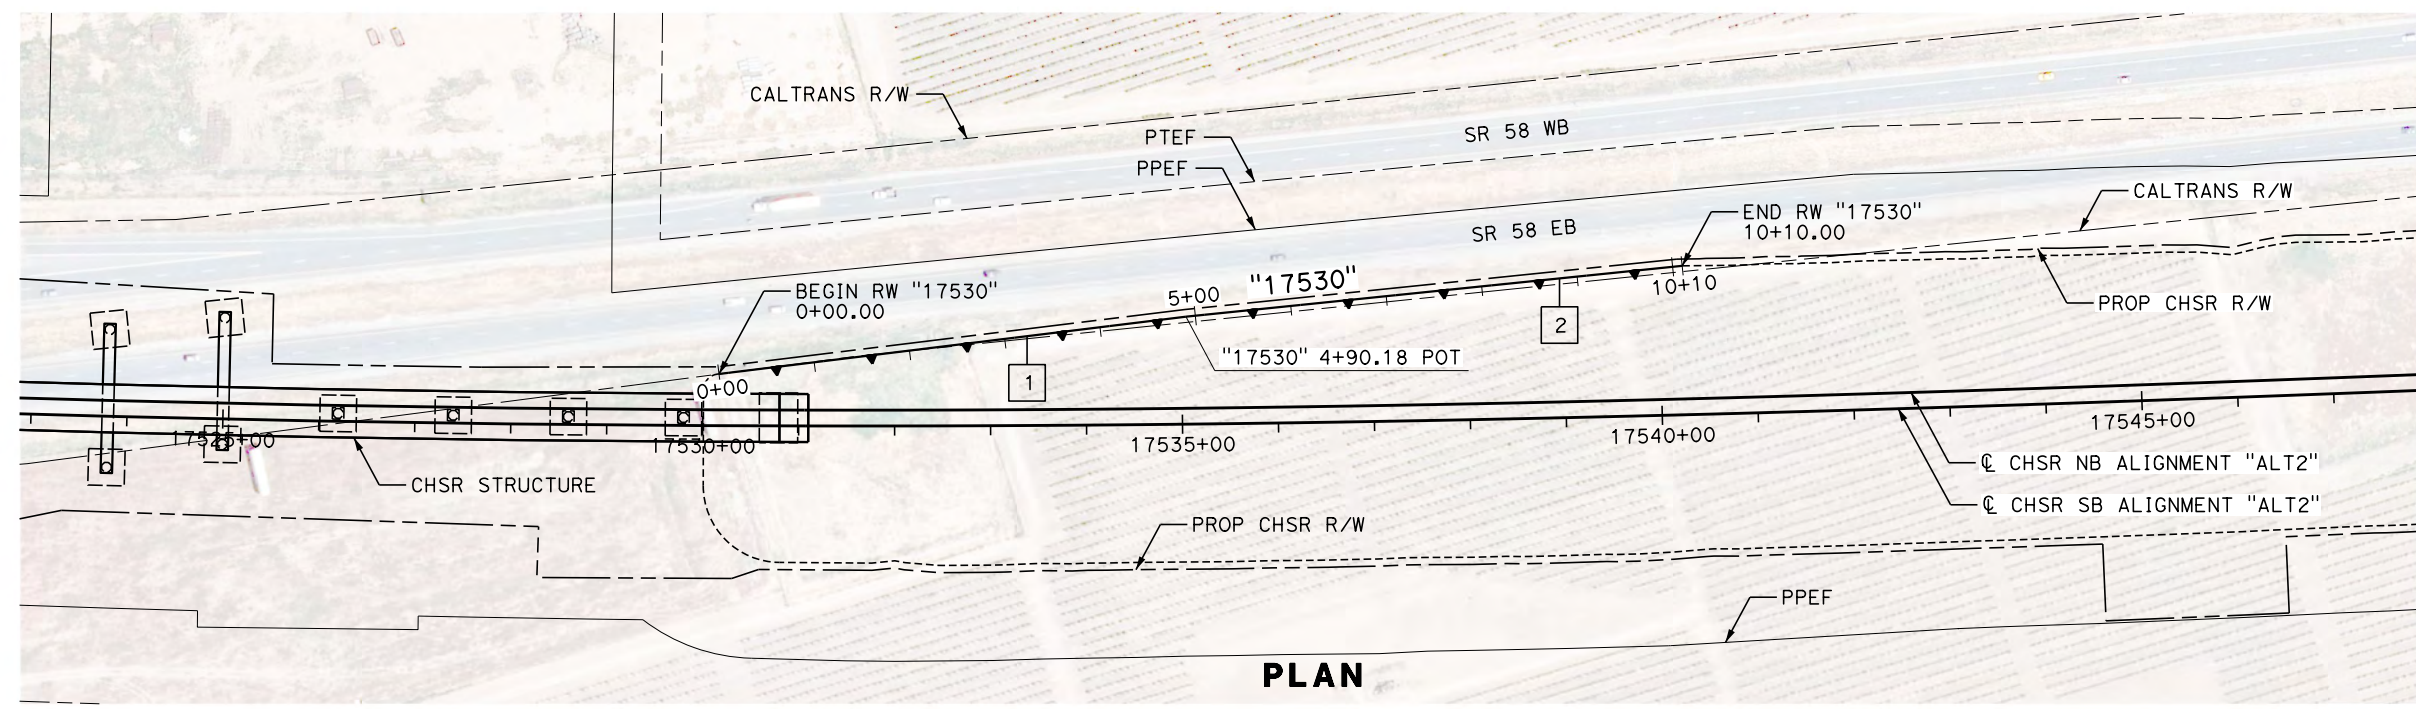 CALTRANS R/W
PTEF
PPEF
SR 58 WB
SR 58 EB
CALTRANS R/W
END RW "17530"
10+10.00
BEGIN RW "17530"
0+00.00
5+00
"17530"
10+10
PROP CHSR R/W
2
1
"17530" 4+90.18 POT
0+00
17525+00
17530+00
17535+00
17540+00
17545+00
CHSR STRUCTURE
℄ CHSR NB ALIGNMENT "ALT2"
℄ CHSR SB ALIGNMENT "ALT2"
PROP CHSR R/W
PPEF
PLAN